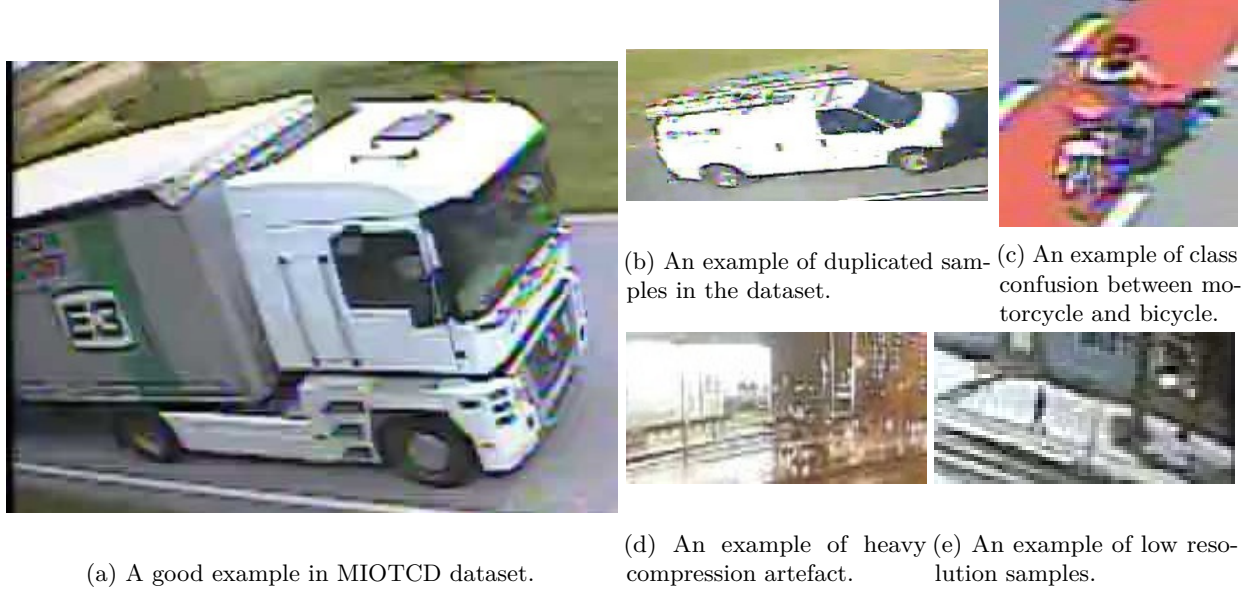 E3
(a) A good example in MIOTCD dataset.
(b) An example of duplicated sam-
ples in the dataset.
(c) An example of class
confusion between mo-
torcycle and bicycle.
(d) An example of heavy
compression artefact.
(e) An example of low reso-
lution samples.